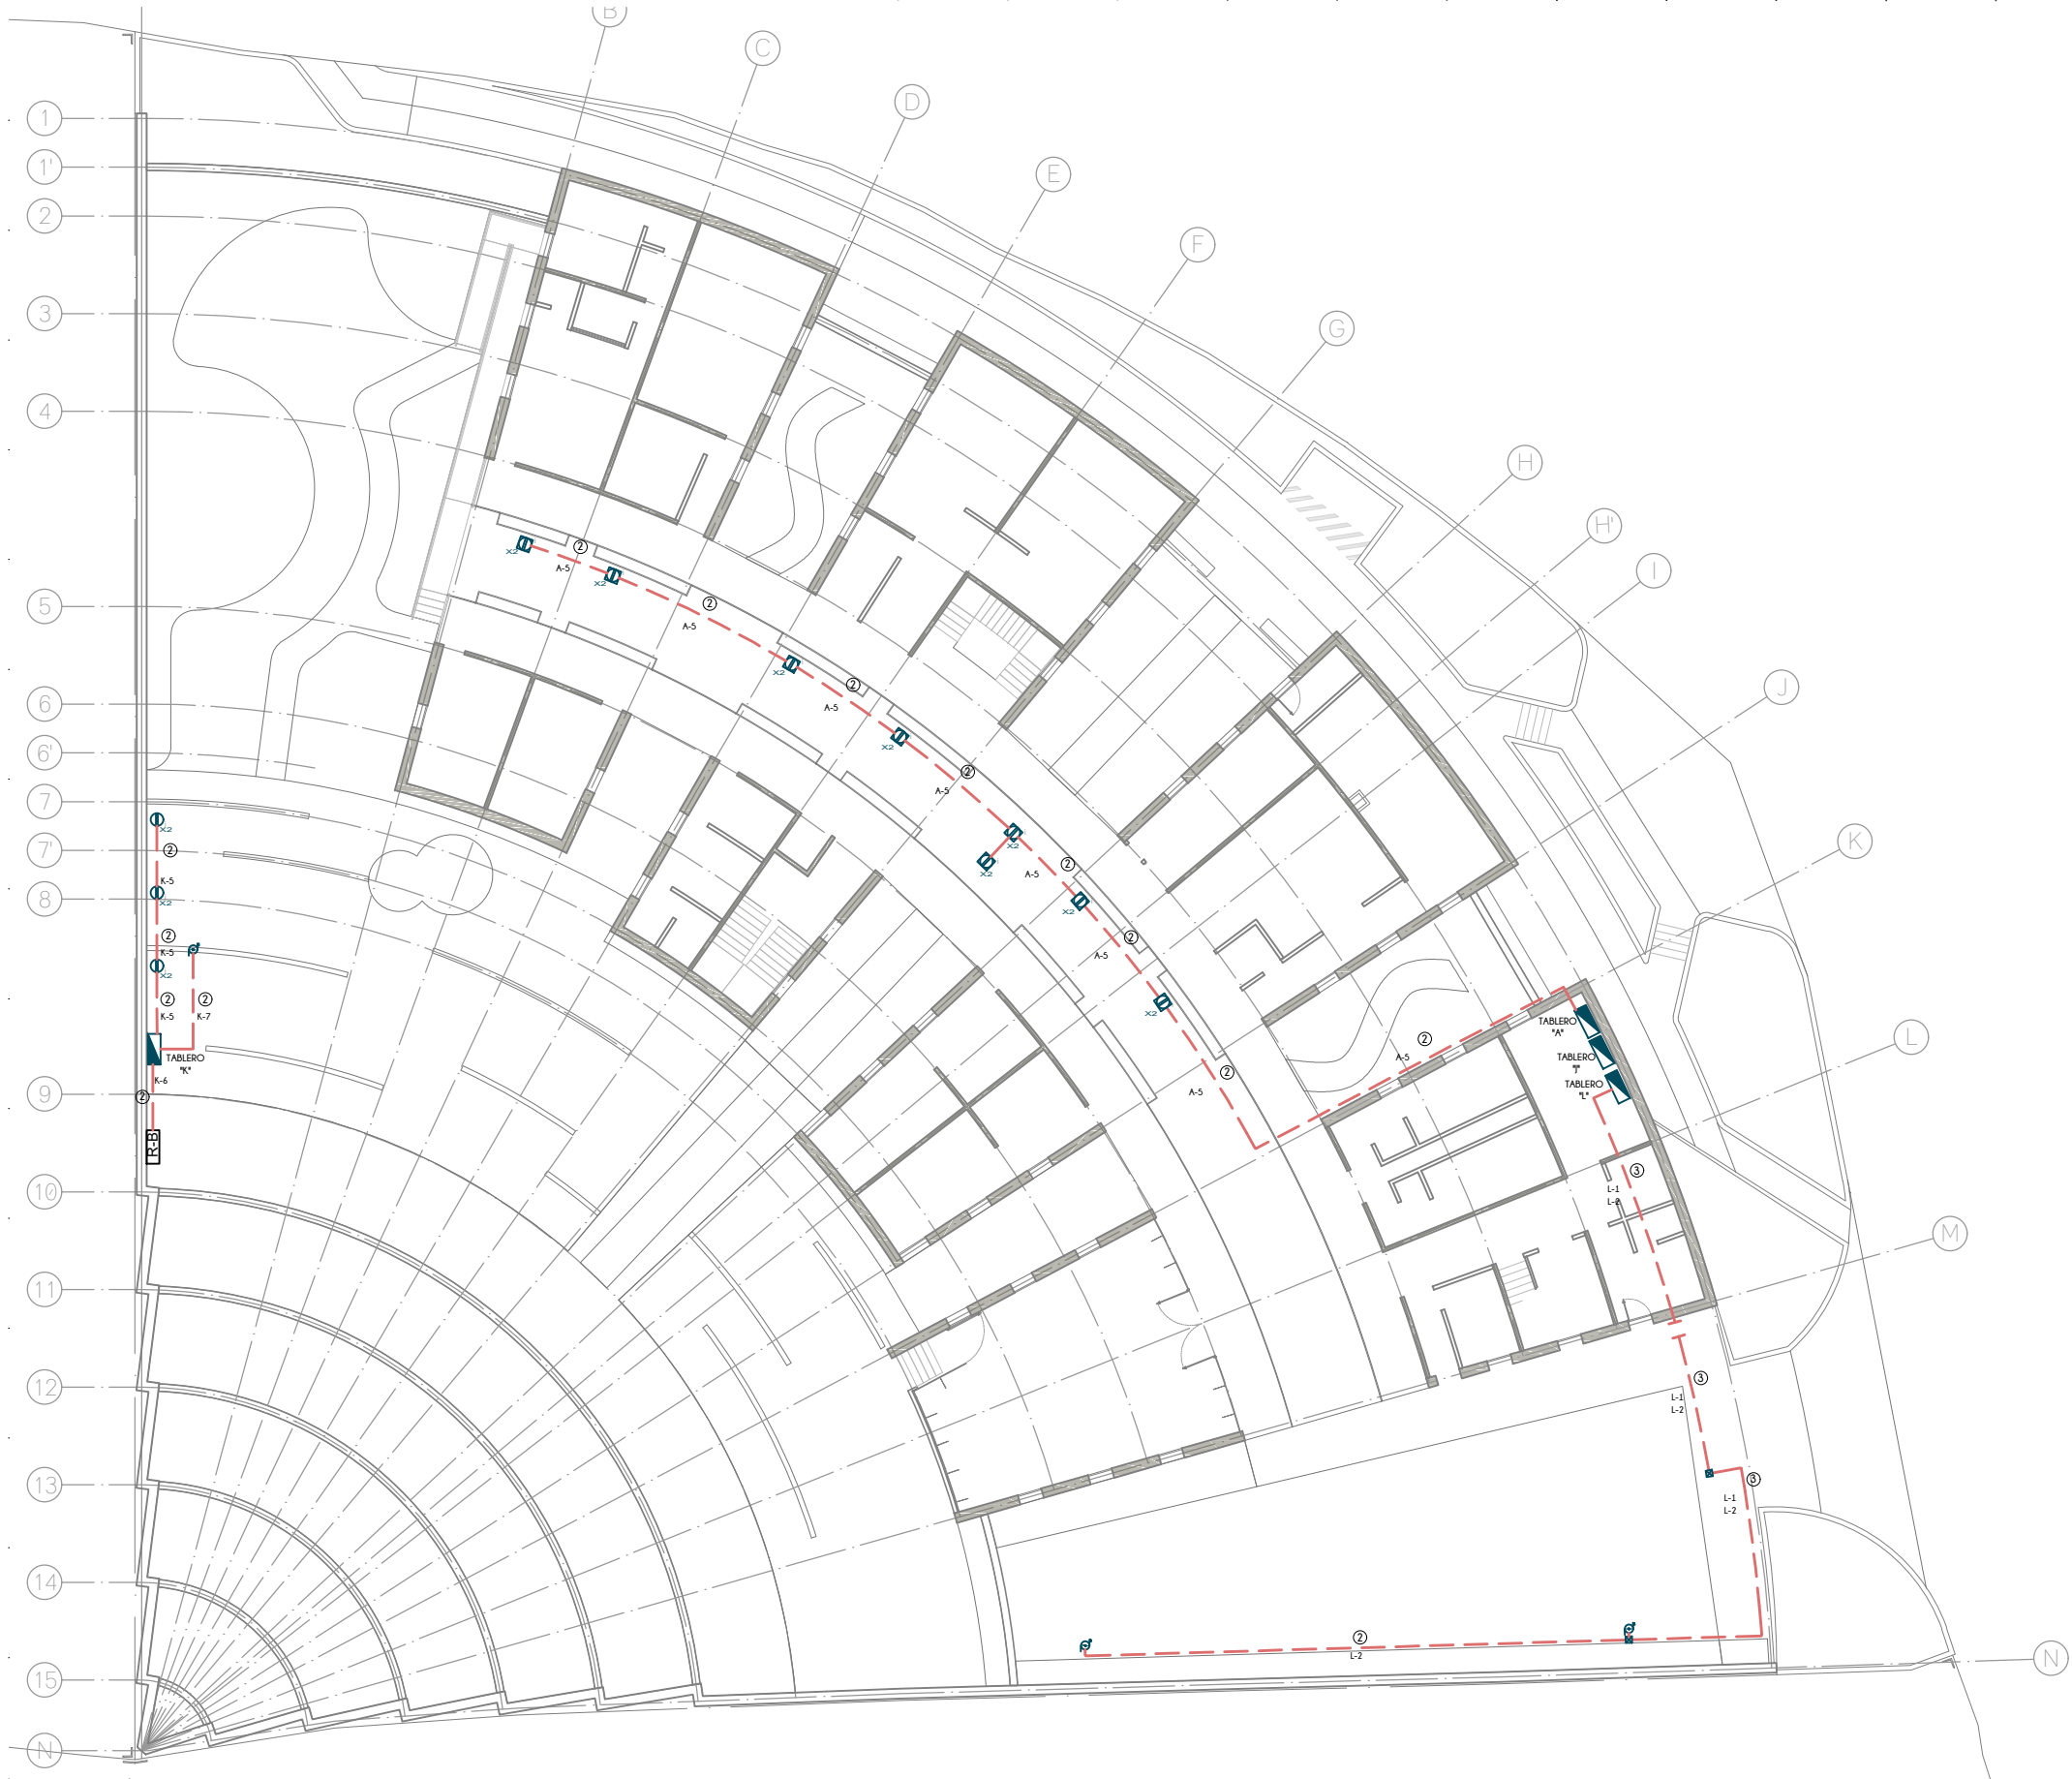 B
C
D
E
F
G
H
H'
I
J
K
L
M
N
1
1'
2
3
4
5
6
6'
7
7'
8
9
10
11
12
13
14
15
N
X2
2
A-5
X2
2
A-5
X2
2
A-5
X2
2
A-5
X2
X2
2
A-5
X2
2
A-5
X2
2
A-5
2
A-5
TABLERO
"A"
TABLERO
TABLERO
"L"
3
L-1
L-2
3
L-1
L-2
3
L-1
L-2
2
L-2
X2
2
K-5
X2
2
K-5
X2
2
K-5
2
K-7
TABLERO
"K"
K-6
2
R-B